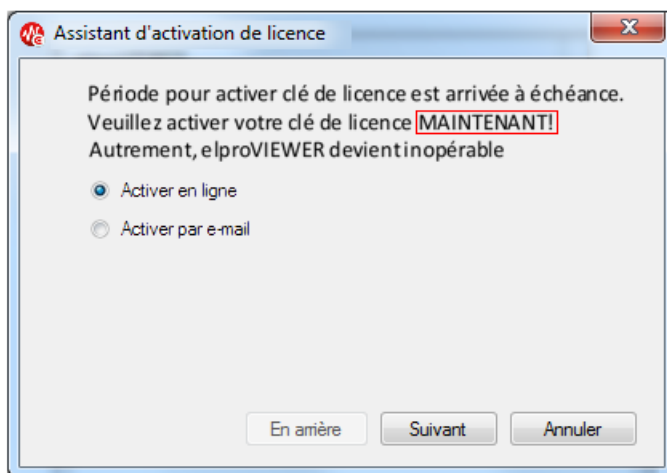 Assistant d'activation de licence
Période pour activer clé de licence est arrivée à échéance.
Veuillez activer votre clé de licence MAINTENANT!
Autrement, elproVIEWER devient inopérable
Activer en ligne
Activer par e-mail
En arrière Suivant Annuler